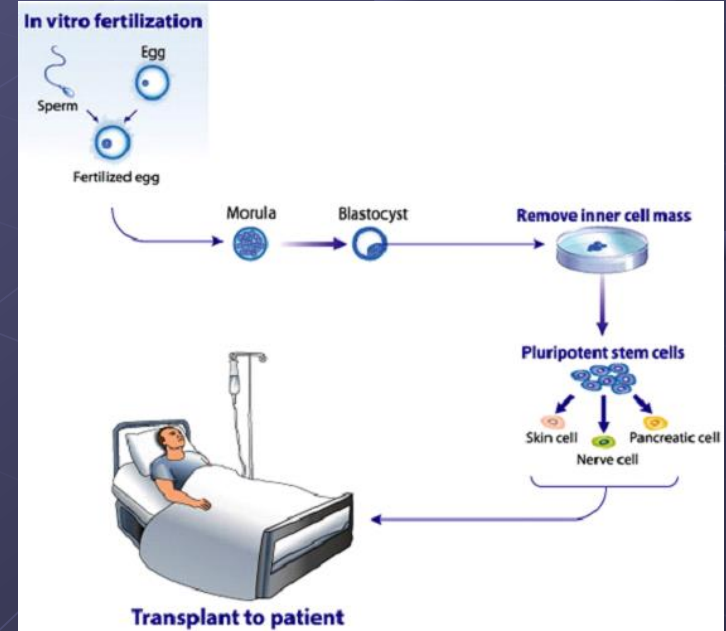 In vitro fertilization
Egg
Sperm
Fertilized egg
Morula
Blastocyst
Remove inner cell mass
Pluripotent stem cells
Skin cell
Pancreatic cell
Nerve cell
Transplant to patient